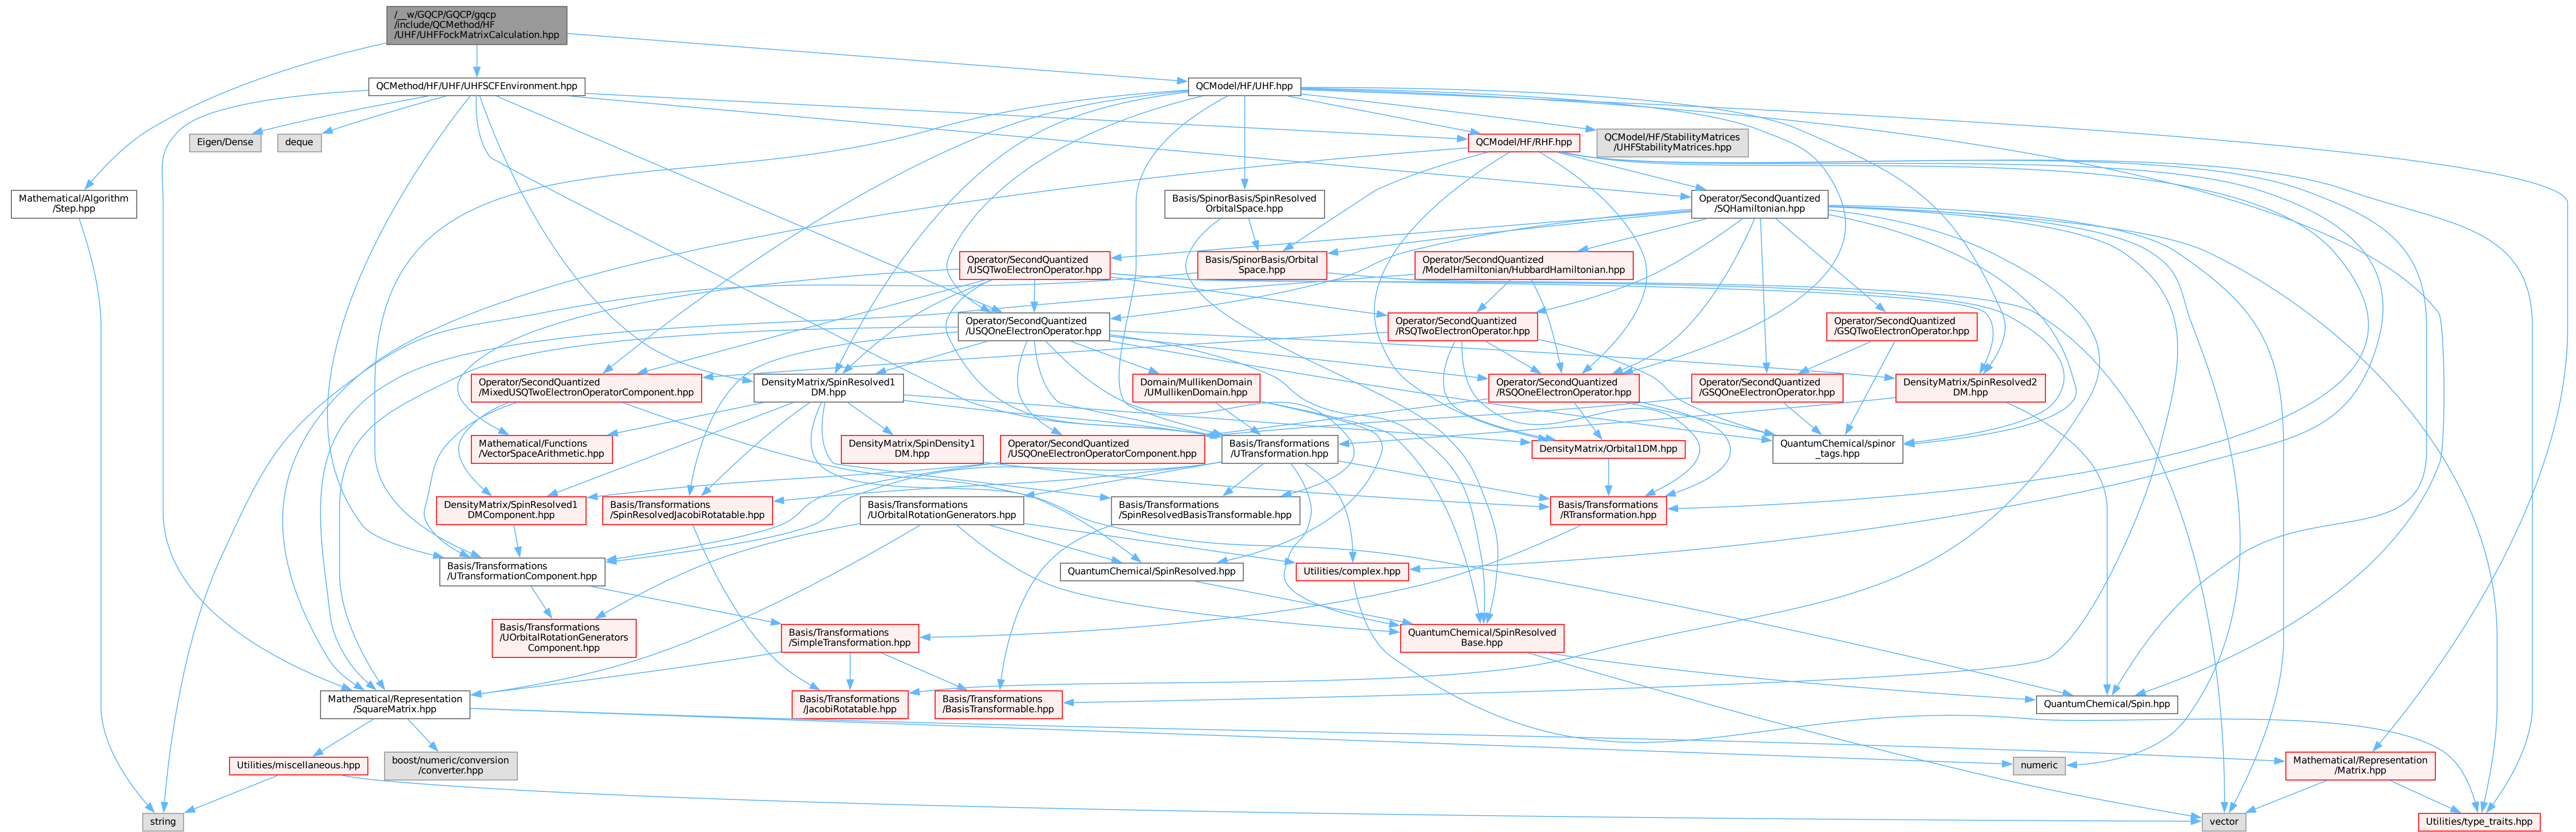 /__w/GQCP/GQCP/gqcp
/include/QCMethod/HF
/UHF/UHFFockMatrixCalculation.hpp
QCMethod/HF/UHF/UHFSCFEnvironment.hpp
QCModel/HF/UHF.hpp
Eigen/Dense
deque
QCModel/HF/RHF.hpp
QCModel/HF/StabilityMatrices
/UHFStabilityMatrices.hpp
Mathematical/Algorithm
/Step.hpp
Basis/SpinorBasis/SpinResolved
OrbitalSpace.hpp
Operator/SecondQuantized
/SQHamiltonian.hpp
Operator/SecondQuantized
/USQTwoElectronOperator.hpp
Basis/SpinorBasis/Orbital
Space.hpp
Operator/SecondQuantized
/ModelHamiltonian/HubbardHamiltonian.hpp
Operator/SecondQuantized
/USQOneElectronOperator.hpp
Operator/SecondQuantized
/RSQTwoElectronOperator.hpp
Operator/SecondQuantized
/GSQTwoElectronOperator.hpp
Operator/SecondQuantized
/MixedUSQTwoElectronOperatorComponent.hpp
DensityMatrix/SpinResolved1
DM.hpp
Domain/MullikenDomain
/UMullikenDomain.hpp
Operator/SecondQuantized
/RSQOneElectronOperator.hpp
Operator/SecondQuantized
/GSQOneElectronOperator.hpp
DensityMatrix/SpinResolved2
DM.hpp
Mathematical/Functions
/VectorSpaceArithmetic.hpp
DensityMatrix/SpinDensity1
DM.hpp
Operator/SecondQuantized
/USQOneElectronOperatorComponent.hpp
Basis/Transformations
/UTransformation.hpp
DensityMatrix/Orbital1DM.hpp
QuantumChemical/spinor
_tags.hpp
DensityMatrix/SpinResolved1
DMComponent.hpp
Basis/Transformations
/SpinResolvedJacobiRotatable.hpp
Basis/Transformations
/UOrbitalRotationGenerators.hpp
Basis/Transformations
/SpinResolvedBasisTransformable.hpp
Basis/Transformations
/RTransformation.hpp
Basis/Transformations
/UTransformationComponent.hpp
QuantumChemical/SpinResolved.hpp
Utilities/complex.hpp
Basis/Transformations
/UOrbitalRotationGenerators
Component.hpp
Basis/Transformations
/SimpleTransformation.hpp
QuantumChemical/SpinResolved
Base.hpp
Mathematical/Representation
/SquareMatrix.hpp
Basis/Transformations
/JacobiRotatable.hpp
Basis/Transformations
/BasisTransformable.hpp
QuantumChemical/Spin.hpp
Utilities/miscellaneous.hpp
boost/numeric/conversion
/converter.hpp
numeric
Mathematical/Representation
/Matrix.hpp
string
vector
Utilities/type_traits.hpp